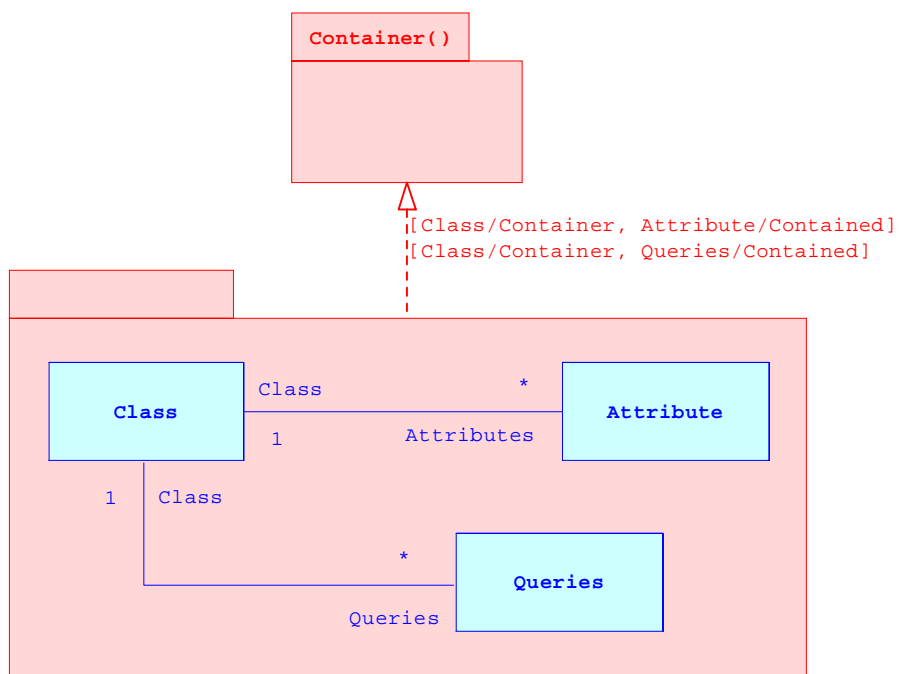 Container()
[Class/Container, Attribute/Contained]
[Class/Container, Queries/Contained]
Class
Class
*
Attribute
1
Attributes
1
Class
*
Queries
Queries